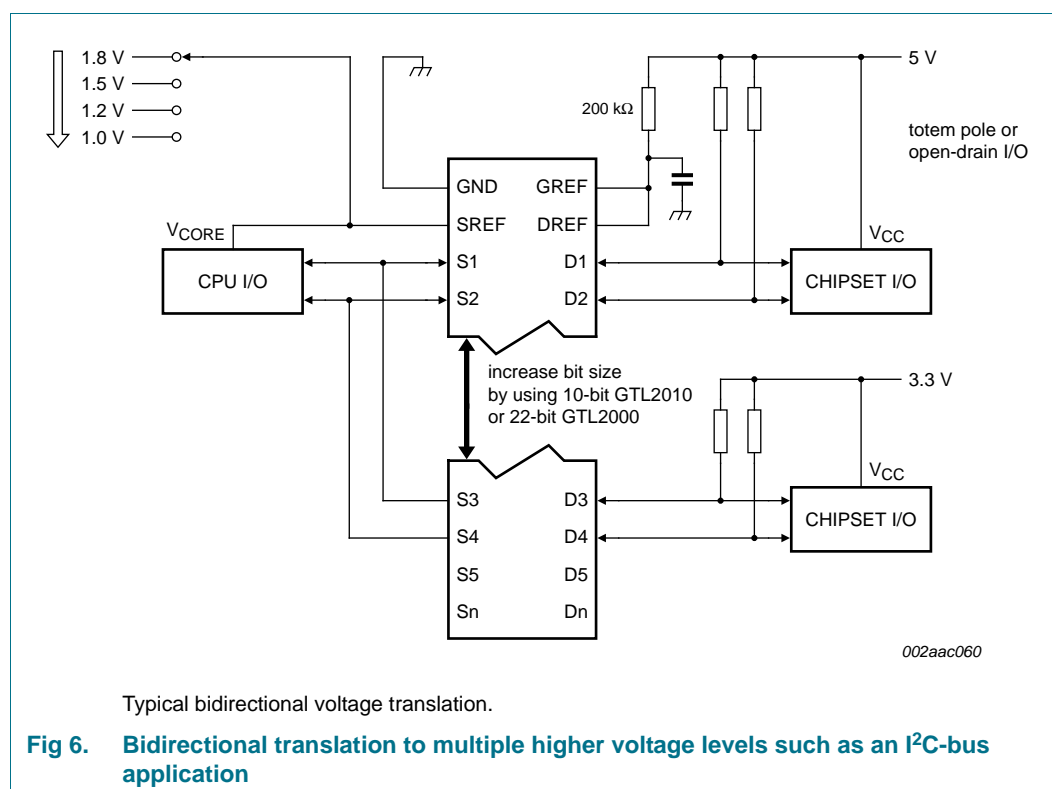 1.8 V
1.5 V
1.2 V
1.0 V
5 V
200 kΩ
totem pole or
open-drain I/O
GND
GREF
SREF
DREF
VCORE
VCC
S1
D1
CPU I/O
CHIPSET I/O
S2
D2
increase bit size
by using 10-bit GTL2010
or 22-bit GTL2000
3.3 V
VCC
S3
D3
CHIPSET I/O
S4
D4
S5
D5
Sn
Dn
002aac060
Typical bidirectional voltage translation.
Fig 6. Bidirectional translation to multiple higher voltage levels such as an I²C-bus
application